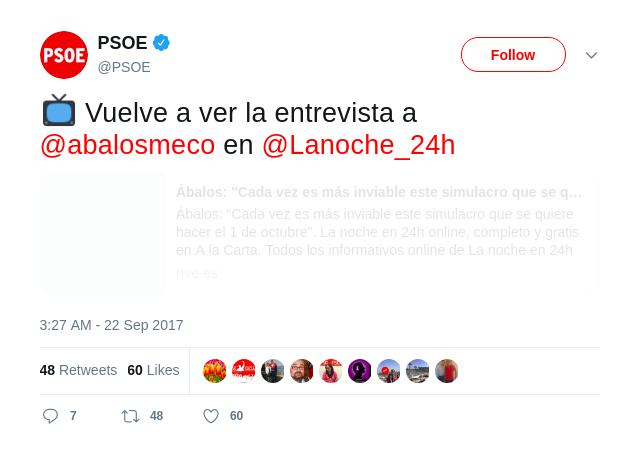 PSOE
PSOE
@PSOE
Follow
Vuelve a ver la entrevista a
@abalosmeco en @Lanoche_24h
Ábalos: "Cada vez es más inviable este simulacro que se q…
Ábalos: "Cada vez es más inviable este simulacro que se quiere
hacer el 1 de octubre". La noche en 24h online, completo y gratis
en A la Carta. Todos los informativos online de La noche en 24h
rtve.es
3:27 AM - 22 Sep 2017
48 Retweets 60 Likes
7 48 60